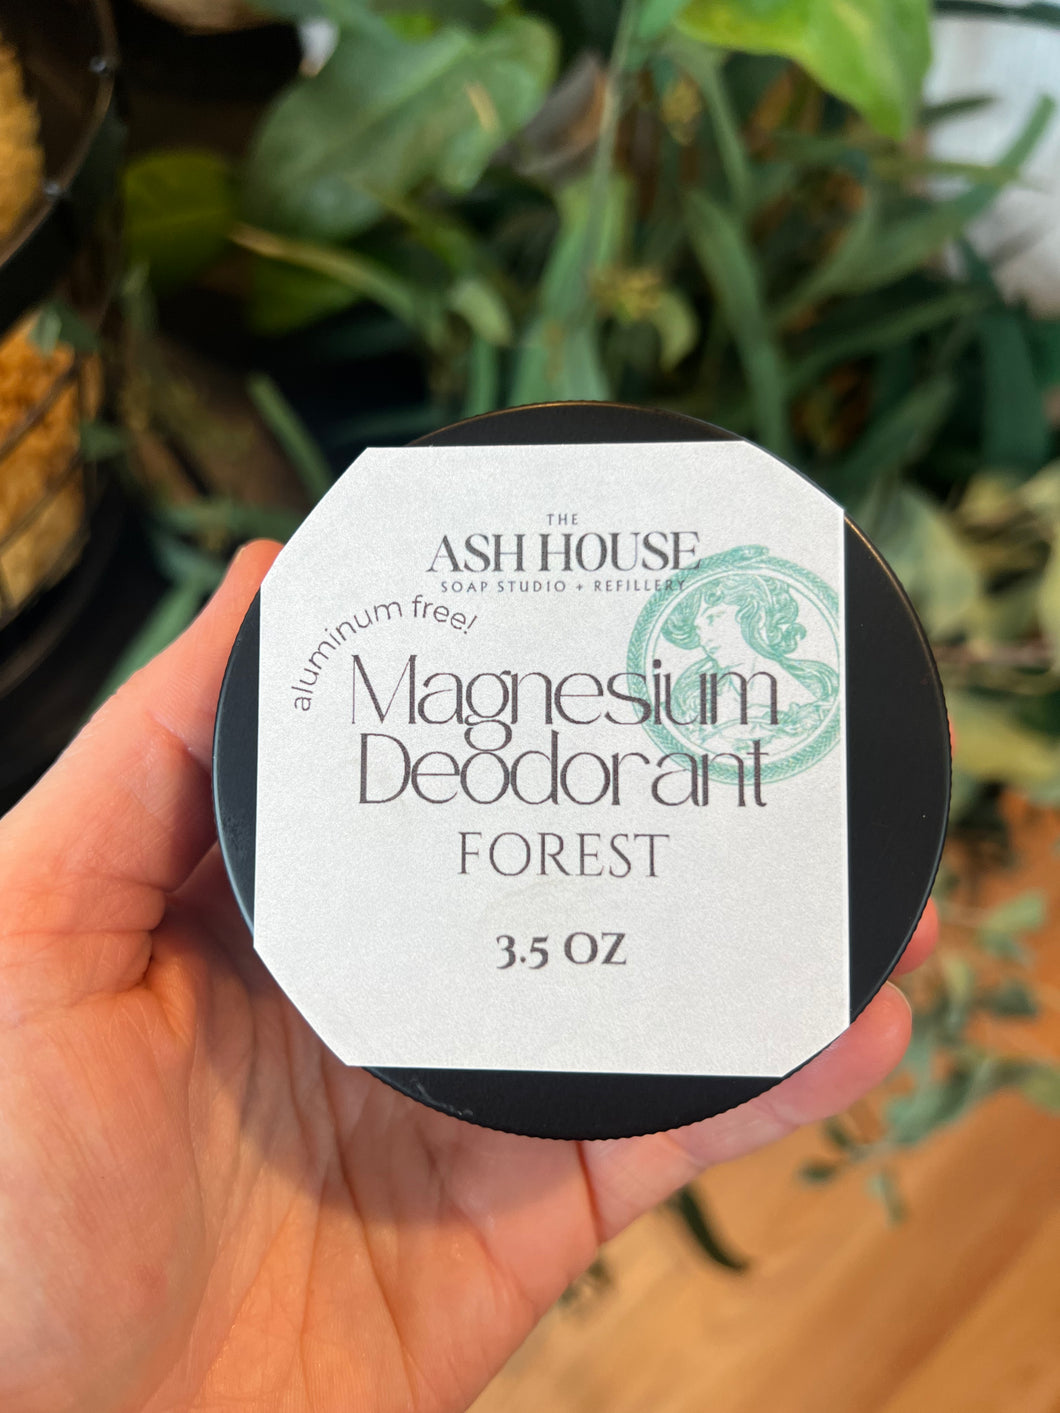 THE
ASH HOUSE
SOAP STUDIO + REFILLERY
aluminum free!
Magnesium
Deodorant
FOREST
3.5 OZ